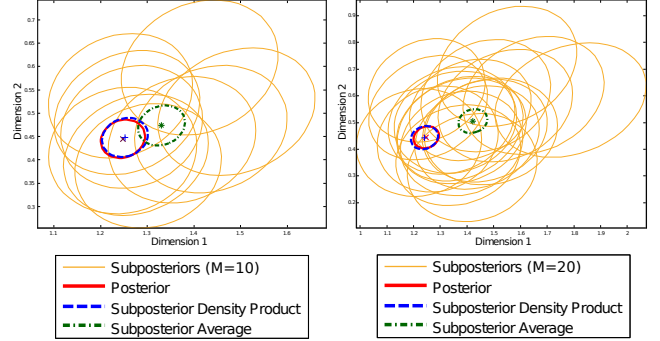 0.7
0.65
0.6
0.55
0.5
0.45
0.4
0.35
0.3
Dimension 2
1.1 1.2 1.3 1.4 1.5 1.6
Dimension 1
Subposteriors (M=10)
Posterior
Subposterior Density Product
Subposterior Average
0.9
0.8
0.7
0.6
0.5
0.4
0.3
0.2
Dimension 2
1 1.1 1.2 1.3 1.4 1.5 1.6 1.7 1.8 1.9 2
Dimension 1
Subposteriors (M=20)
Posterior
Subposterior Density Product
Subposterior Average